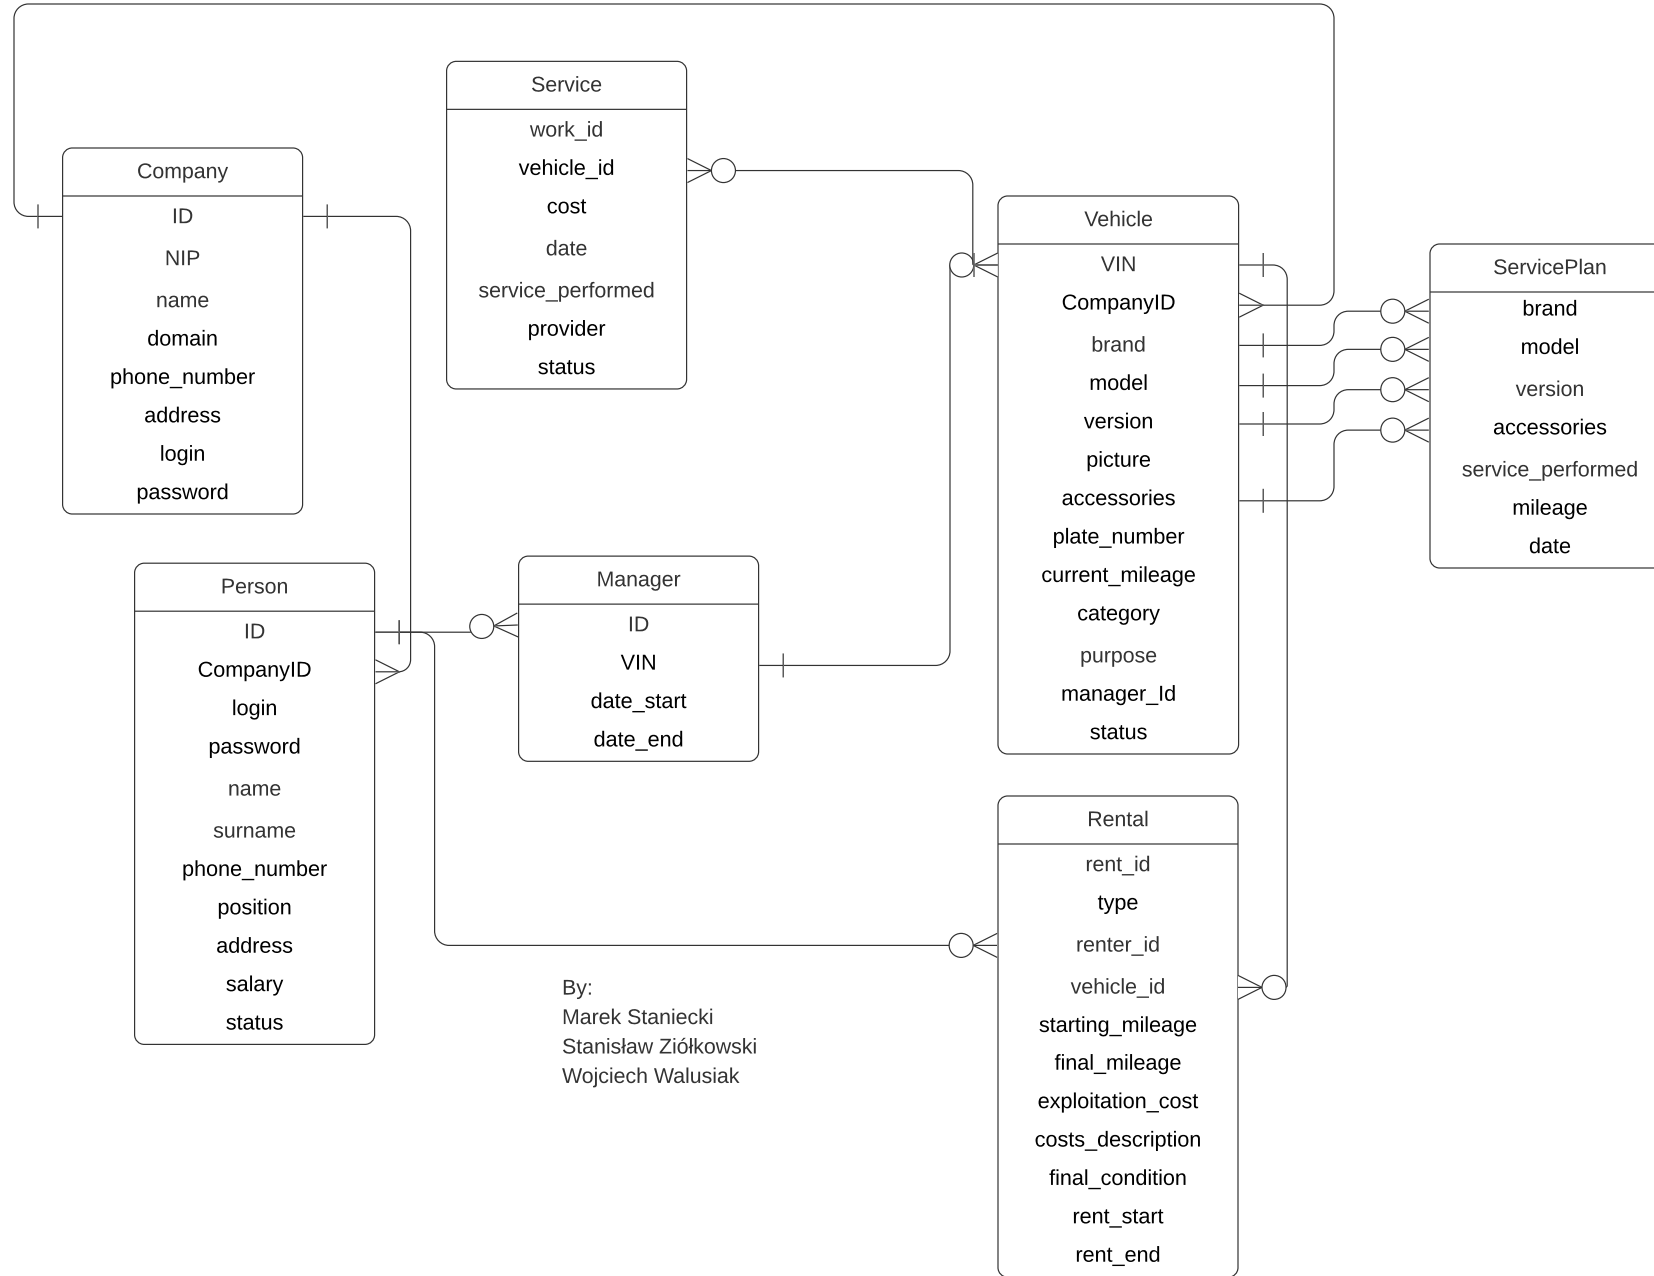 Service
work_id
vehicle_id
cost
date
service_performed
provider
status
Company
ID
NIP
name
domain
phone_number
address
login
password
Vehicle
VIN
CompanyID
brand
model
version
picture
accessories
plate_number
current_mileage
category
purpose
manager_Id
status
ServicePlan
brand
model
version
accessories
service_performed
mileage
date
Person
ID
CompanyID
login
password
name
surname
phone_number
position
address
salary
status
Manager
ID
VIN
date_start
date_end
Rental
rent_id
type
renter_id
vehicle_id
starting_mileage
final_mileage
exploitation_cost
costs_description
final_condition
rent_start
rent_end
By:
Marek Staniecki
Stanisław Ziółkowski
Wojciech Walusiak